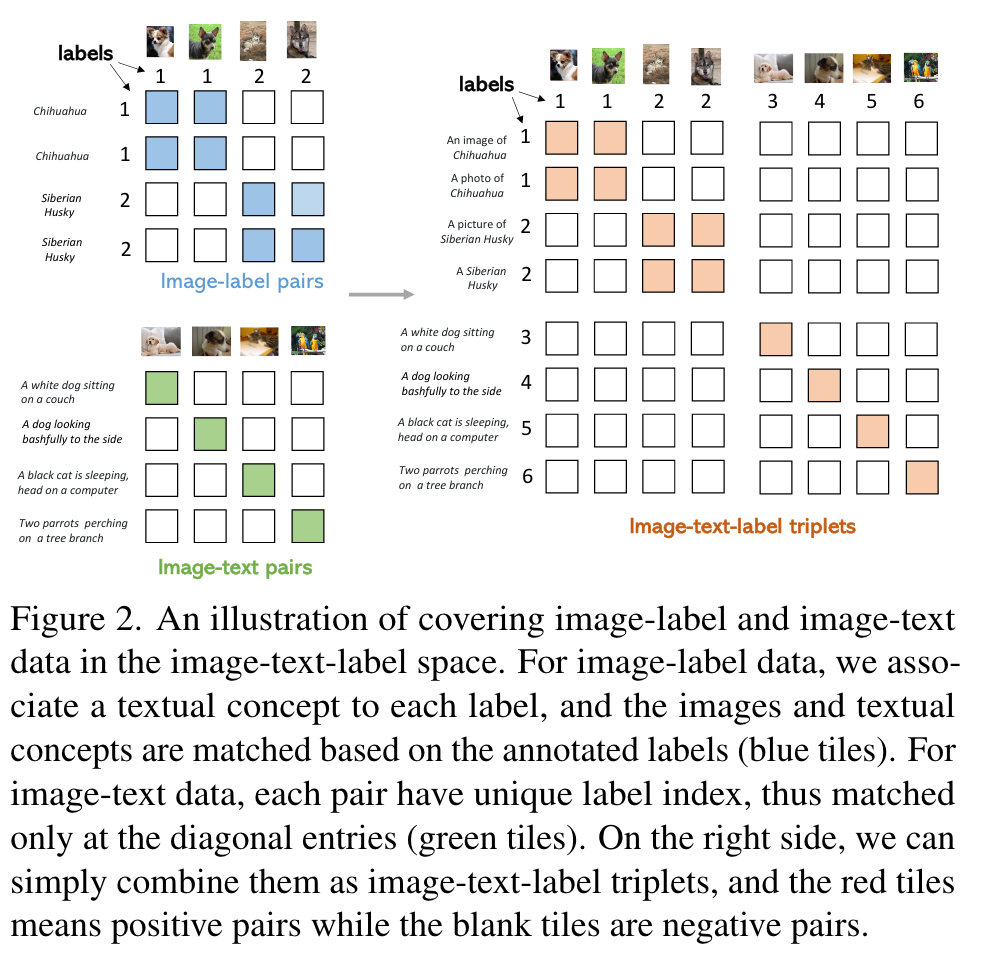 labels
1 1 2 2
Chihuahua 1
Chihuahua 1
Siberian
Husky 2
Siberian
Husky 2
Image-label pairs
A white dog sitting
on a couch
A dog looking
bashfully to the side
A black cat is sleeping,
head on a computer
Two parrots perching
on a tree branch
Image-text pairs
labels
1 1 2 2 3 4 5 6
An image of
Chihuahua 1
A photo of
Chihuahua 1
A picture of
Siberian Husky 2
A Siberian
Husky 2
A white dog sitting
on a couch 3
A dog looking
bashfully to the side 4
A black cat is sleeping,
head on a computer 5
Two parrots perching
on a tree branch 6
Image-text-label triplets
Figure 2. An illustration of covering image-label and image-text
data in the image-text-label space. For image-label data, we asso-
ciate a textual concept to each label, and the images and textual
concepts are matched based on the annotated labels (blue tiles). For
image-text data, each pair have unique label index, thus matched
only at the diagonal entries (green tiles). On the right side, we can
simply combine them as image-text-label triplets, and the red tiles
means positive pairs while the blank tiles are negative pairs.